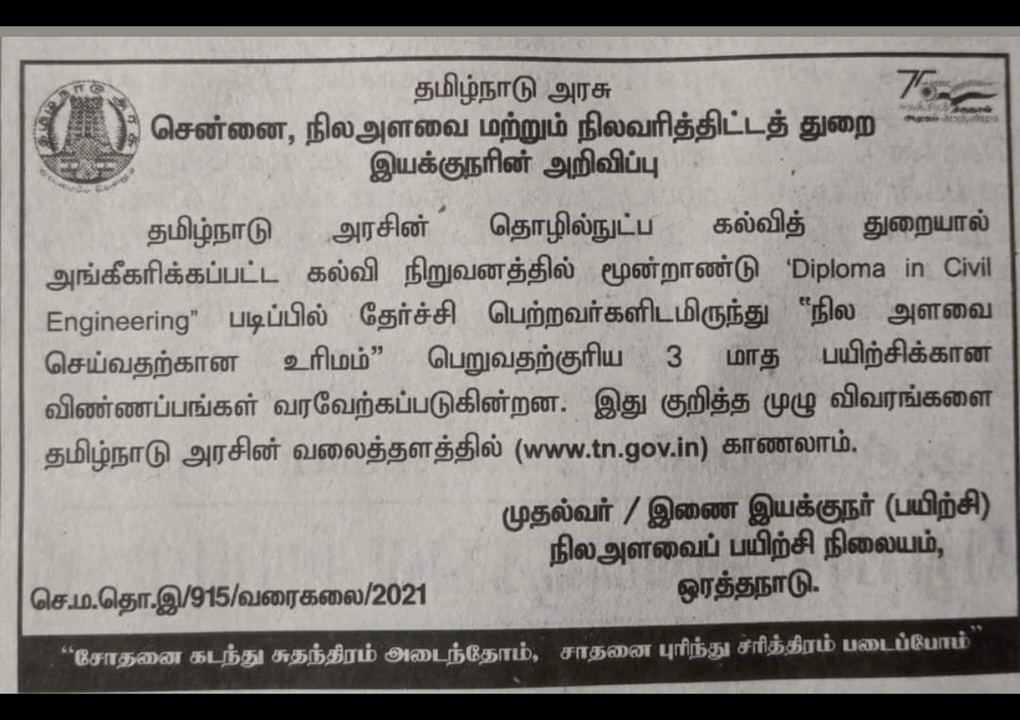 தமிழ்நாடு அரசு
சென்னை, நிலஅளவை மற்றும் நிலவரித்திட்டத் துறை
இயக்குநரின் அறிவிப்பு
தமிழ்நாடு அரசின் தொழில்நுட்ப கல்வித் துறையால்
அங்கீகரிக்கப்பட்ட கல்வி நிறுவனத்தில் மூன்றாண்டு ‘Diploma in Civil
Engineering” படிப்பில் தேர்ச்சி பெற்றவர்களிடமிருந்து “நில அளவை
செய்வதற்கான உரிமம்” பெறுவதற்குரிய 3 மாத பயிற்சிக்கான
விண்ணப்பங்கள் வரவேற்கப்படுகின்றன. இது குறித்த முழு விவரங்களை
தமிழ்நாடு அரசின் வலைத்தளத்தில் (www.tn.gov.in) காணலாம்.
முதல்வர் / இணை இயக்குநர் (பயிற்சி)
நிலஅளவைப் பயிற்சி நிலையம்,
ஒரத்தநாடு.
செ.ம.தொ.இ/915/வரைகலை/2021
“சோதனை கடந்து சுதந்திரம் அடைந்தோம், சாதனை புரிந்து சரித்திரம் படைப்போம்”
தமிழ்நாடு அரசு
75